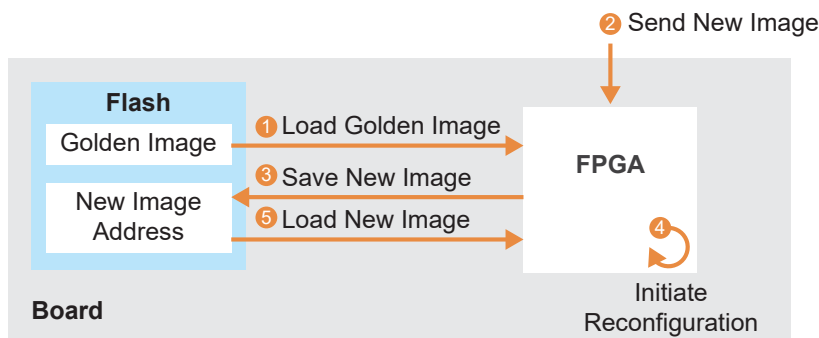 2 Send New Image
Flash
Golden Image
1 Load Golden Image
FPGA
3 Save New Image
New Image
Address
5 Load New Image
4
Initiate
Reconfiguration
Board